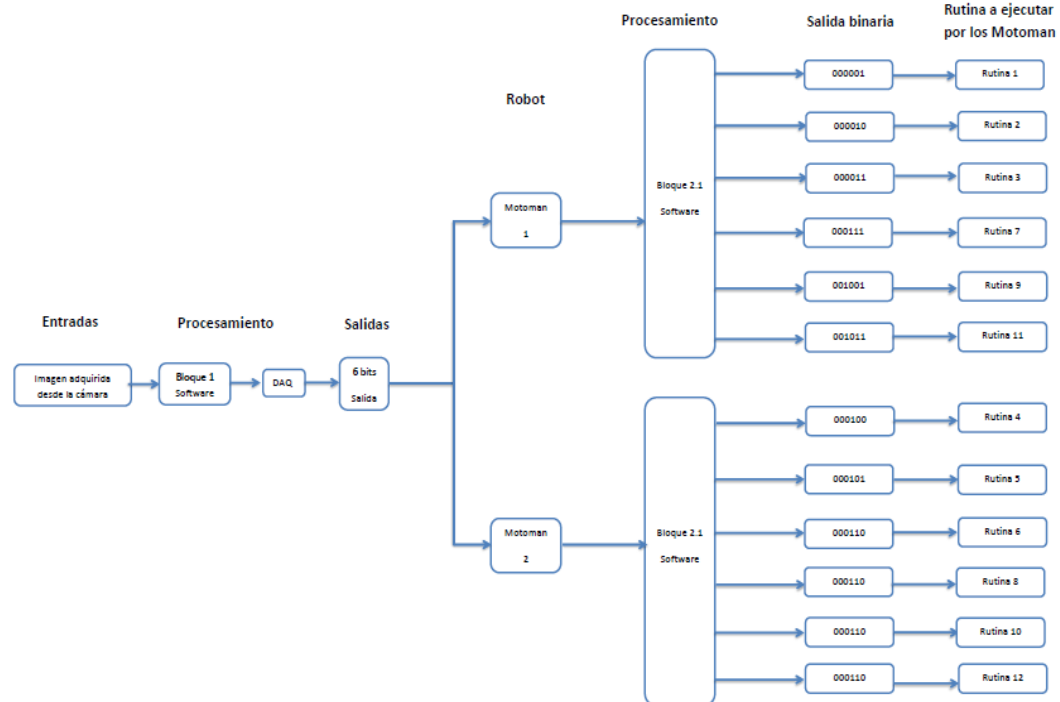 Rutina a ejecutar
por los Motoman
Procesamiento
Salida binaria
000001
Rutina 1
Robot
000010
Rutina 2
000011
Rutina 3
Bloque 2.1
Software
Motoman
1
000111
Rutina 7
001001
Rutina 9
Entradas
Procesamiento
Salidas
001011
Rutina 11
Imagen adquirida
desde la cámara
Bloque 1
Software
DAQ
6 bits
Salida
000100
Rutina 4
000101
Rutina 5
Motoman
2
Bloque 2.1
Software
000110
Rutina 6
000110
Rutina 8
000110
Rutina 10
000110
Rutina 12